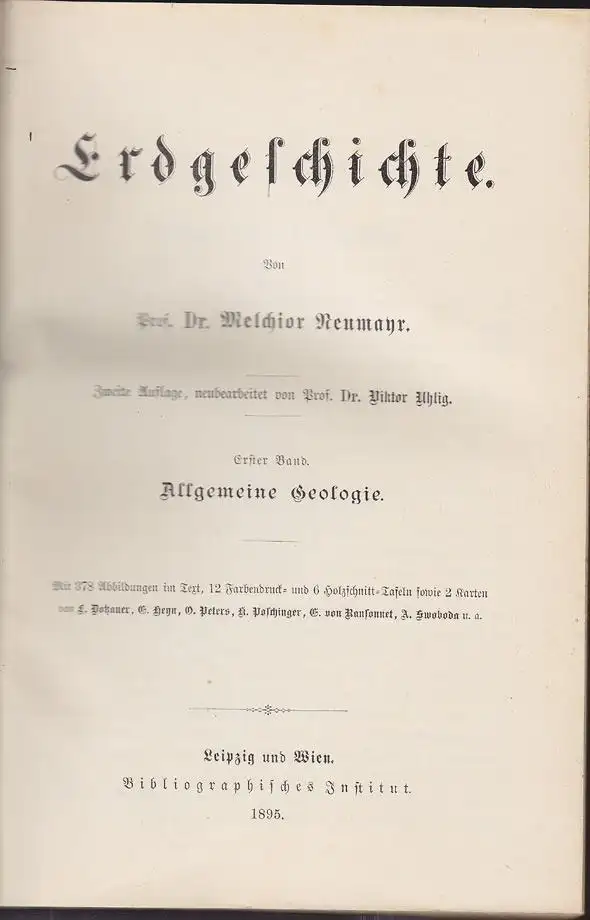 Erdgeſchichte.
Von
Prof. Dr. Melchior Neumayr.
Zweite Auflage, neubearbeitet von Prof. Dr. Viktor Uhlig.
Erſter Band.
Allgemeine Geologie.
Mit 378 Abbildungen im Text, 12 Farbendruck- und 6 Holzſchnitt-Tafeln ſowie 2 Karten
von E. Heyn, O. Peters, K. Poſchinger, E. von Ranſonnet, A. Swoboda u. a.
Leipzig und Wien.
Bibliographiſches Inſtitut.
1895.